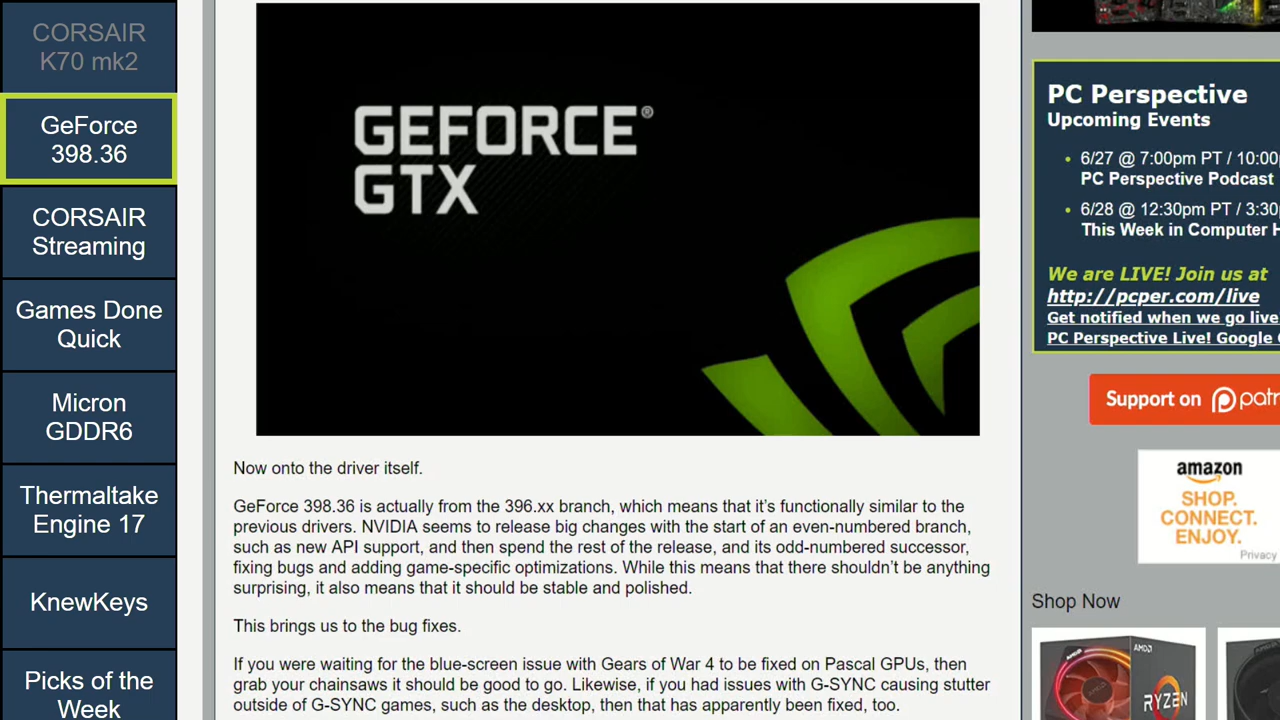 CORSAIR
K70 mk2
GeForce
398.36
CORSAIR
Streaming
Games Done
Quick
Micron
GDDR6
Thermaltake
Engine 17
KnewKeys
Picks of the
Week
GEFORCE®
GTX
Now onto the driver itself.
GeForce 398.36 is actually from the 396.xx branch, which means that it's functionally similar to the
previous drivers. NVIDIA seems to release big changes with the start of an even-numbered branch,
such as new API support, and then spend the rest of the release, and its odd-numbered successor,
fixing bugs and adding game-specific optimizations. While this means that there shouldn't be anything
surprising, it also means that it should be stable and polished.
This brings us to the bug fixes.
If you were waiting for the blue-screen issue with Gears of War 4 to be fixed on Pascal GPUs, then
grab your chainsaws it should be good to go. Likewise, if you had issues with G-SYNC causing stutter
outside of G-SYNC games, such as the desktop, then that has apparently been fixed, too.
PC Perspective
Upcoming Events
6/27 @ 7:00pm PT / 10:00p
PC Perspective Podcast
6/28 @ 12:30pm PT / 3:30
This Week in Computer H
We are LIVE! Join us at
http://pcper.com/live
Get notified when we go live
PC Perspective Live! Google
Support on patr
amazon
SHOP.
CONNECT.
ENJOY.
Privacy
Shop Now
AMD
AMD
RYZEN